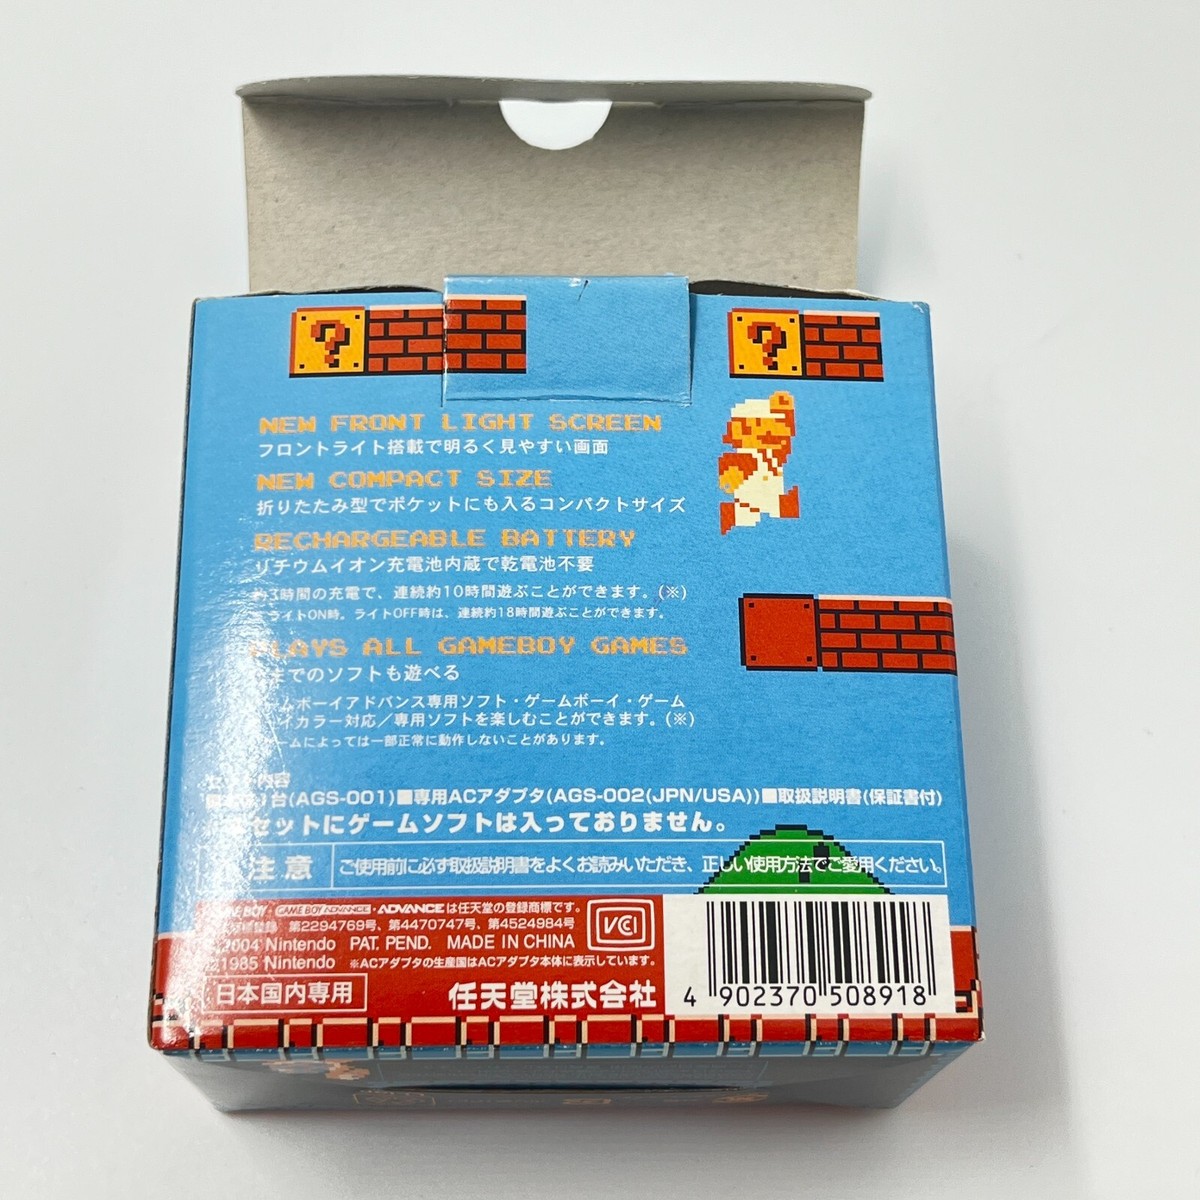 ? ?
NEW FRONT LIGHT SCREEN
フロントライト搭載で明るく見やすい画面
NEW COMPACT SIZE
折りたたみ型でポケットにも入るコンパクトサイズ
RECHARGEABLE BATTERY
リチウムイオン充電池内蔵で乾電池不要
約3時間の充電で、連続約10時間遊ぶことができます。(※)
ライトON時。ライトOFF時は、連続約18時間遊ぶことができます。
PLAYS ALL GAMEBOY GAMES
までのソフトも遊べる
ームボーイアドバンス専用ソフト・ゲームボーイ・ゲーム
イカラー対応/専用ソフトを楽しむことができます。(※)
ームによっては一部正常に動作しないことがあります。
セット内容
1台(AGS-001)■専用ACアダプタ(AGS-002(JPN/USA))■取扱説明書(保証書付)
セットにゲームソフトは入っておりません。
注意 ご使用前に必ず取扱説明書をよくお読みいただき、正しい使用方法でご愛用ください。
GAME BOY・GAME BOY ADVANCE・ADVANCEは任天堂の登録商標です。
登録 第2294769号、第4470747号、第4524984号
©2004 Nintendo PAT. PEND. MADE IN CHINA
©1985 Nintendo ※ACアダプタの生産国はACアダプタ本体に表示しています。
VCCI
日本国内専用 任天堂株式会社
4 902370 508918